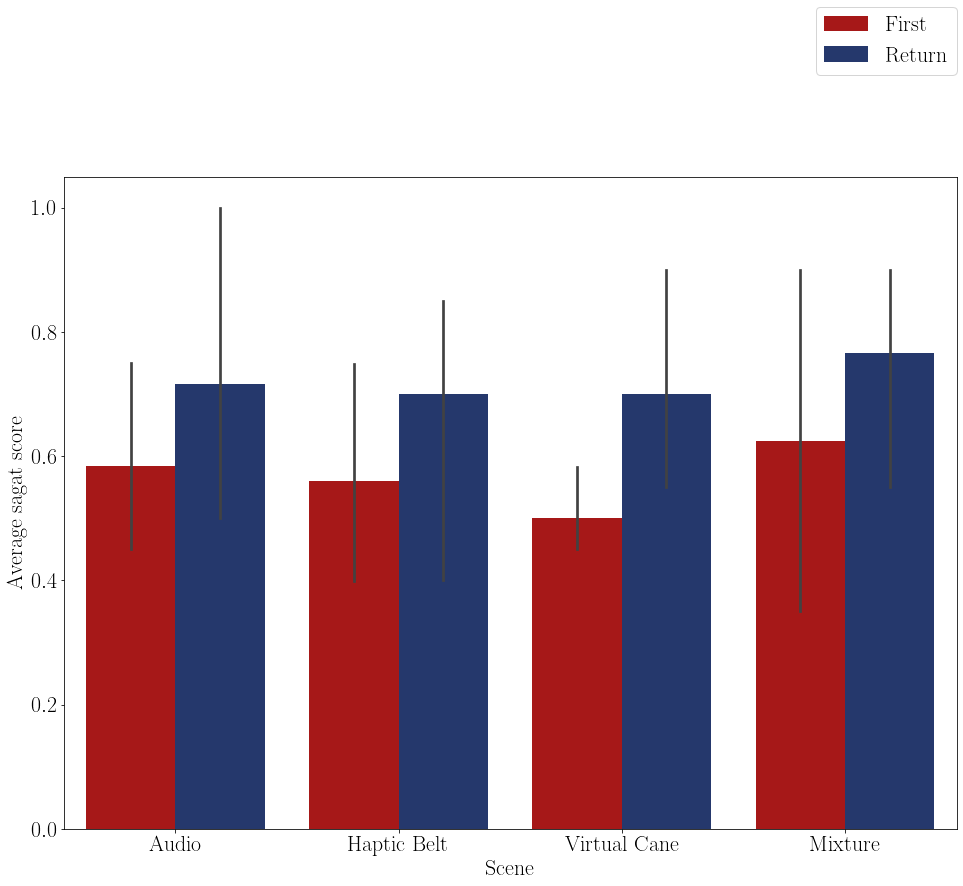 First
Return
1.0
0.8
0.6
0.4
0.2
0.0
Average sagat score
Audio
Haptic Belt
Virtual Cane
Mixture
Scene